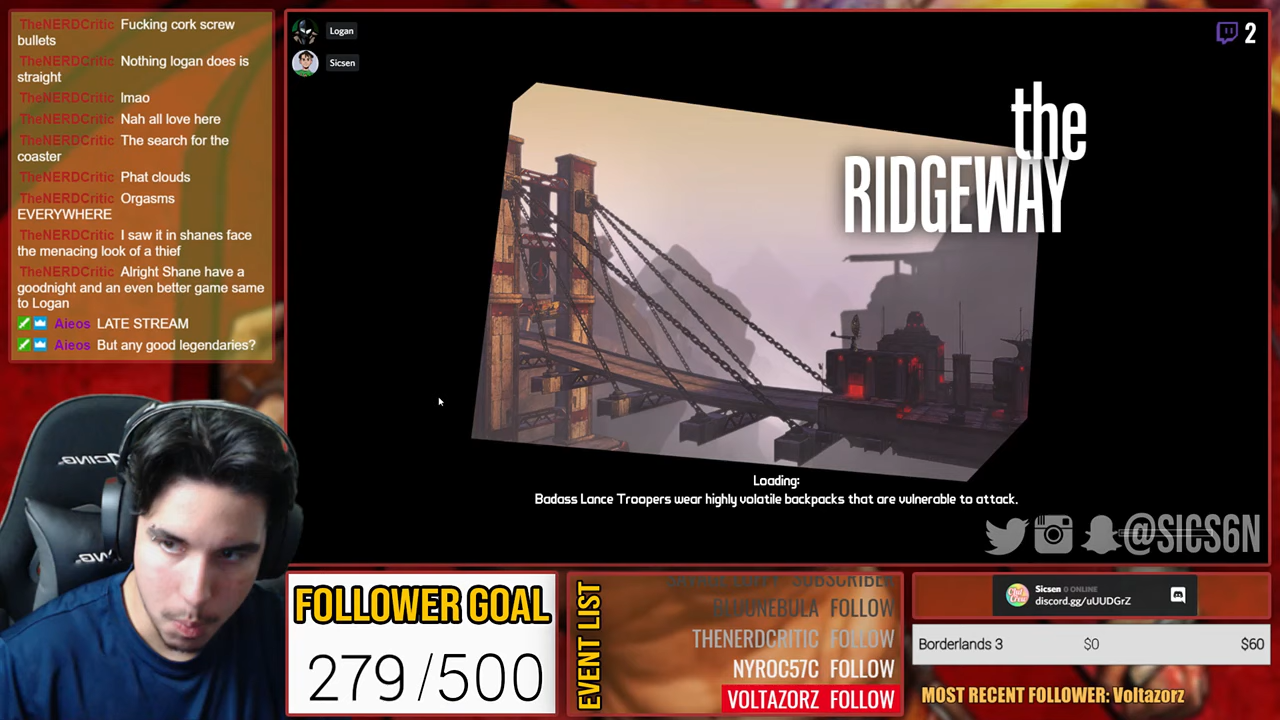 TheNERDCritic Fucking cork screw
bullets
TheNERDCritic Nothing logan does is
straight
TheNERDCritic lmao
TheNERDCritic Nah all love here
TheNERDCritic The search for the
coaster
TheNERDCritic Phat clouds
TheNERDCritic Orgasms
EVERYWHERE
TheNERDCritic I saw it in shanes face
the menacing look of a thief
TheNERDCritic Alright Shane have a
goodnight and an even better game same
to Logan
Aieos LATE STREAM
Aieos But any good legendaries?
Logan
Sicsen
2
the
RIDGEWAY
Loading:
Badass Lance Troopers wear highly volatile backpacks that are vulnerable to attack.
@SICS6N
FOLLOWER GOAL
279/500
EVENT LIST
THENERDCRITIC FOLLOW
NYROC57C FOLLOW
VOLTAZORZ FOLLOW
Sicsen 0 ONLINE
discord.gg/uUUDGrZ
Borderlands 3 $0 $60
MOST RECENT FOLLOWER: Voltazorz